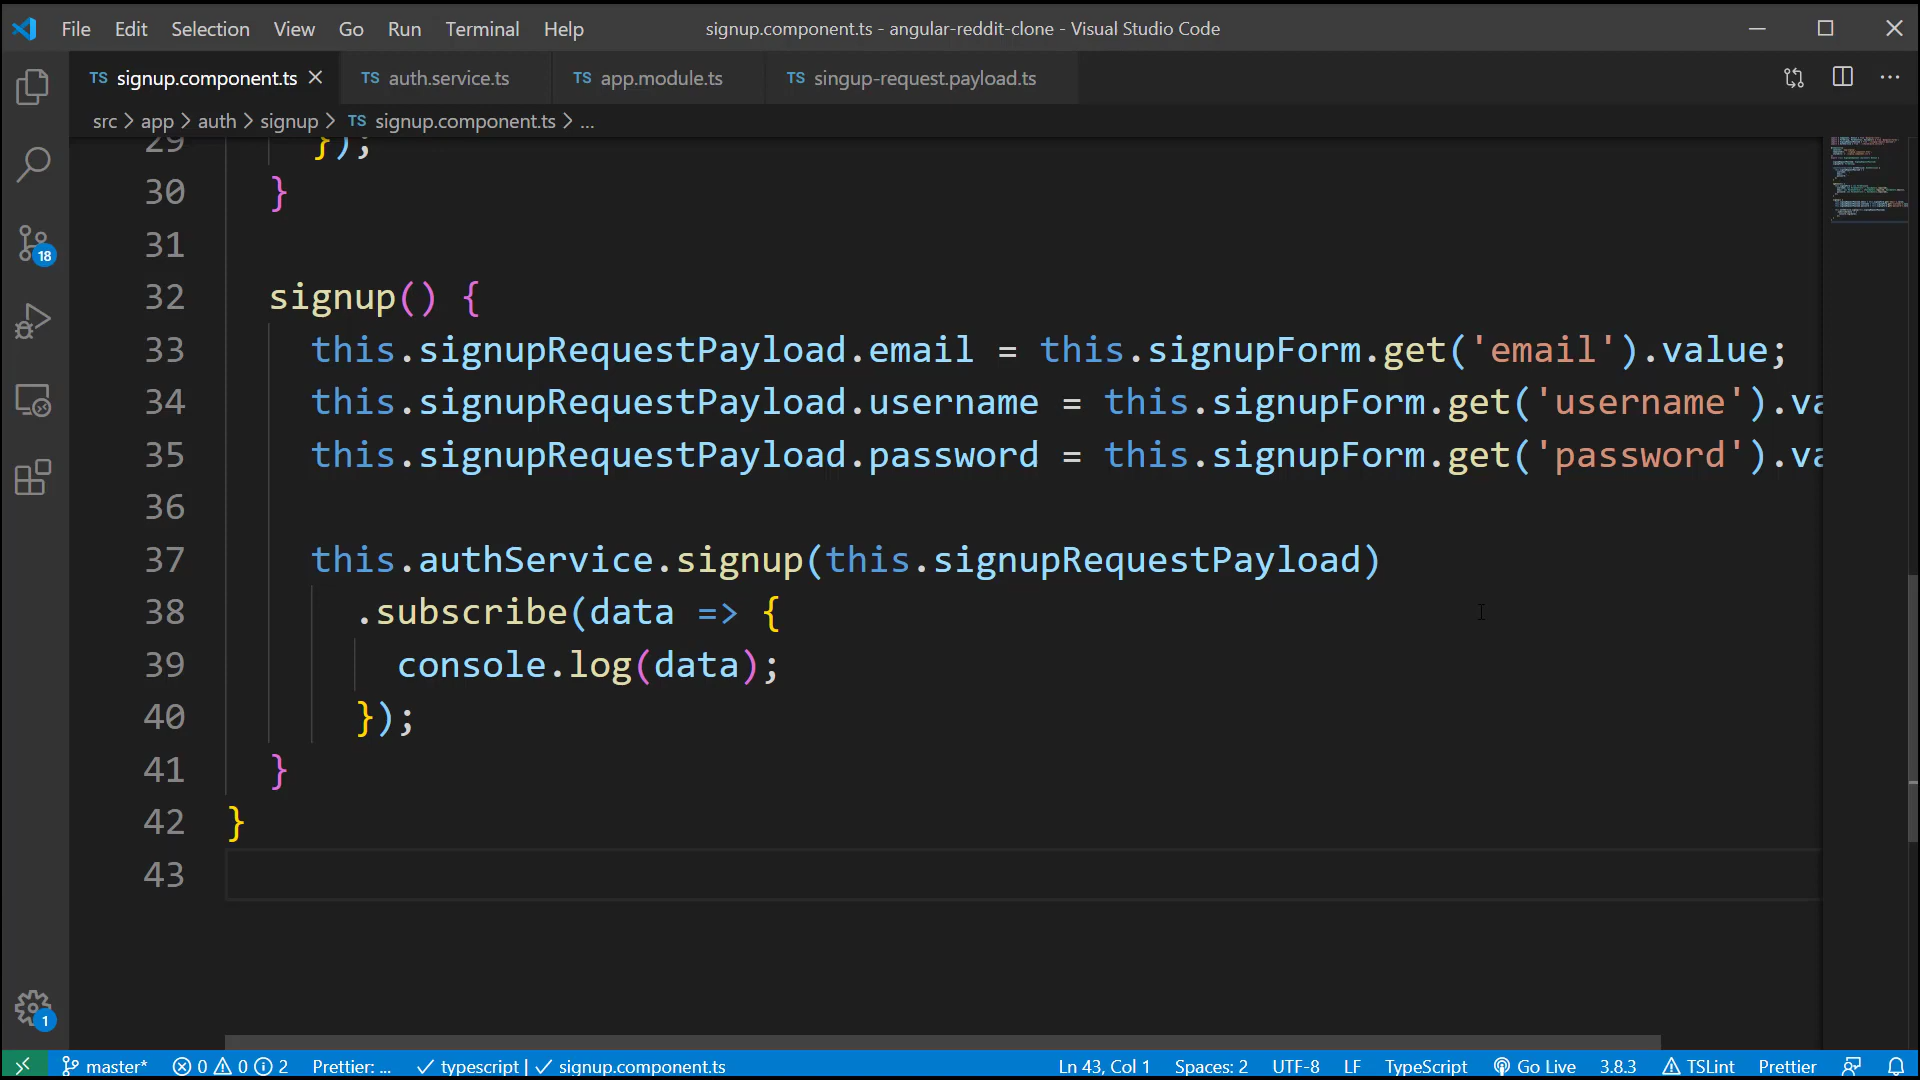 File Edit Selection View Go Run Terminal Help signup.component.ts - angular-reddit-clone - Visual Studio Code
TS signup.component.ts TS auth.service.ts TS app.module.ts TS singup-request.payload.ts
src > app > auth > signup > TS signup.component.ts > ...
29 });
30 }
31
32 signup() {
33 this.signupRequestPayload.email = this.signupForm.get('email').value;
34 this.signupRequestPayload.username = this.signupForm.get('username').va
35 this.signupRequestPayload.password = this.signupForm.get('password').va
36
37 this.authService.signup(this.signupRequestPayload)
38 .subscribe(data => {
39 console.log(data);
40 });
41 }
42 }
43
18
1
master* 0 0 2 Prettier: ... typescript | signup.component.ts Ln 43, Col 1 Spaces: 2 UTF-8 LF TypeScript Go Live 3.8.3 TSLint Prettier